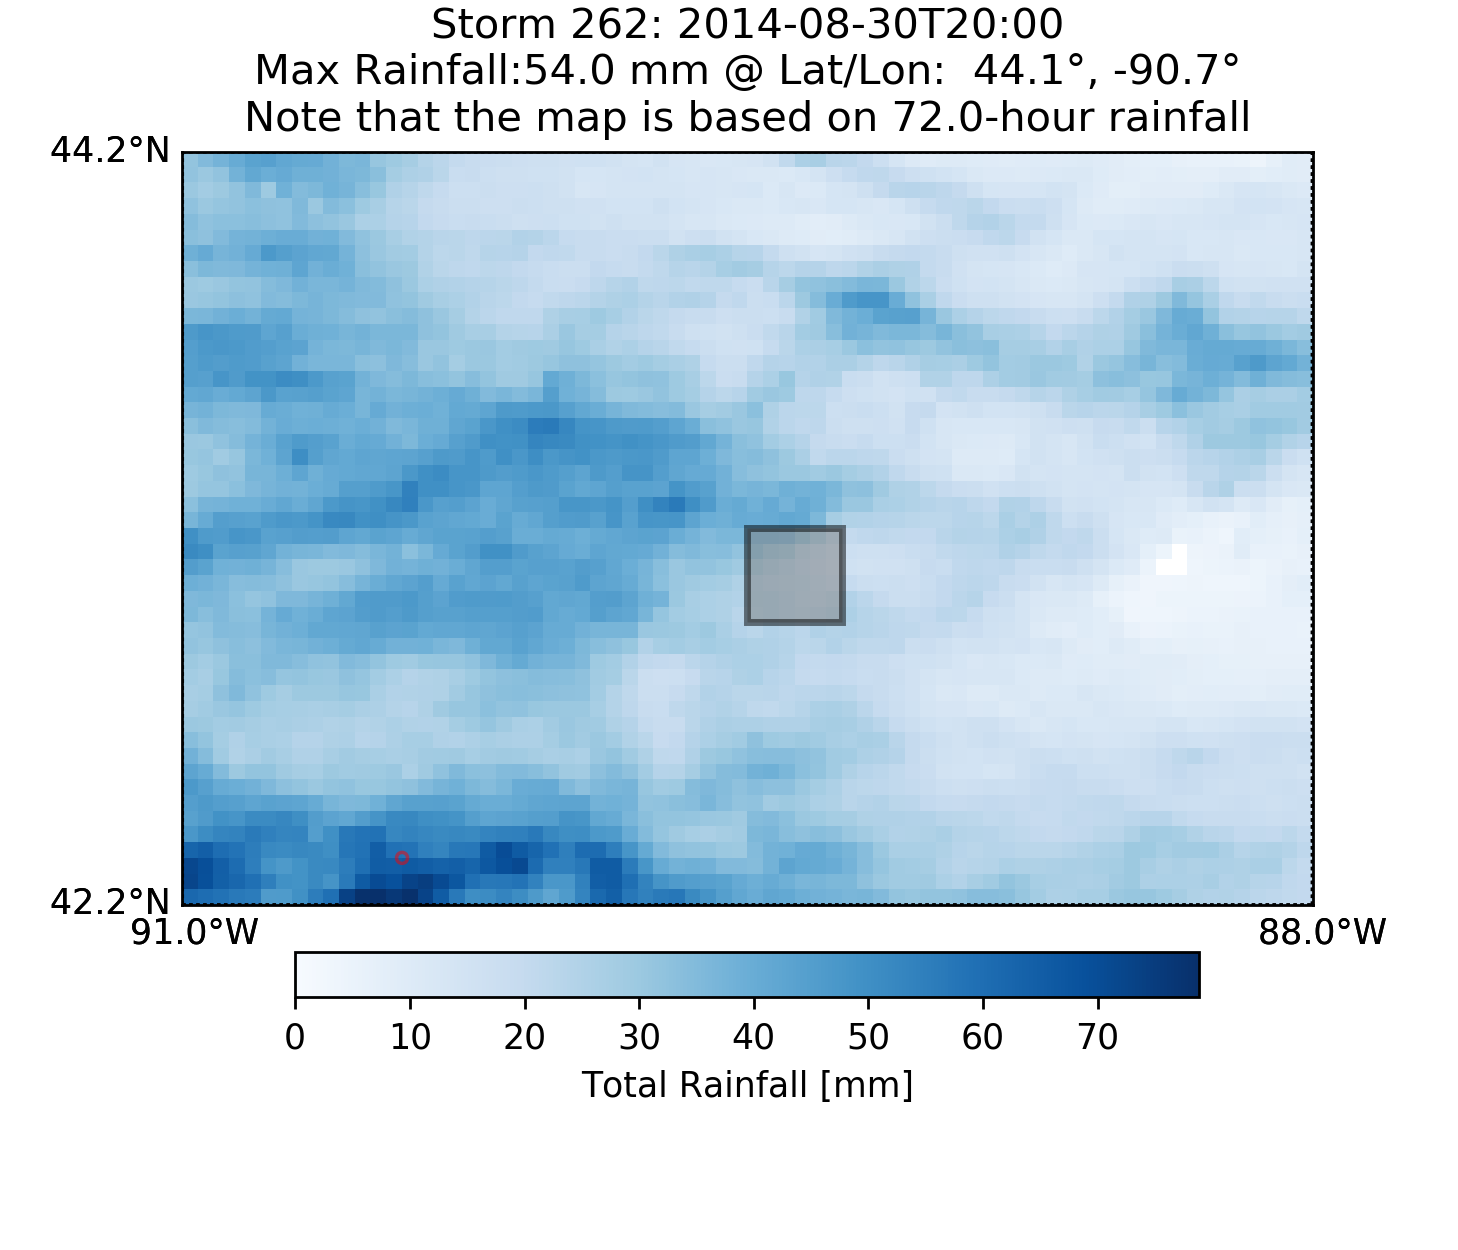 Storm 262: 2014-08-30T20:00
Max Rainfall:54.0 mm @ Lat/Lon:  44.1°, -90.7°
Note that the map is based on 72.0-hour rainfall
44.2°N
42.2°N
91.0°W 88.0°W
0 10 20 30 40 50 60 70
Total Rainfall [mm]